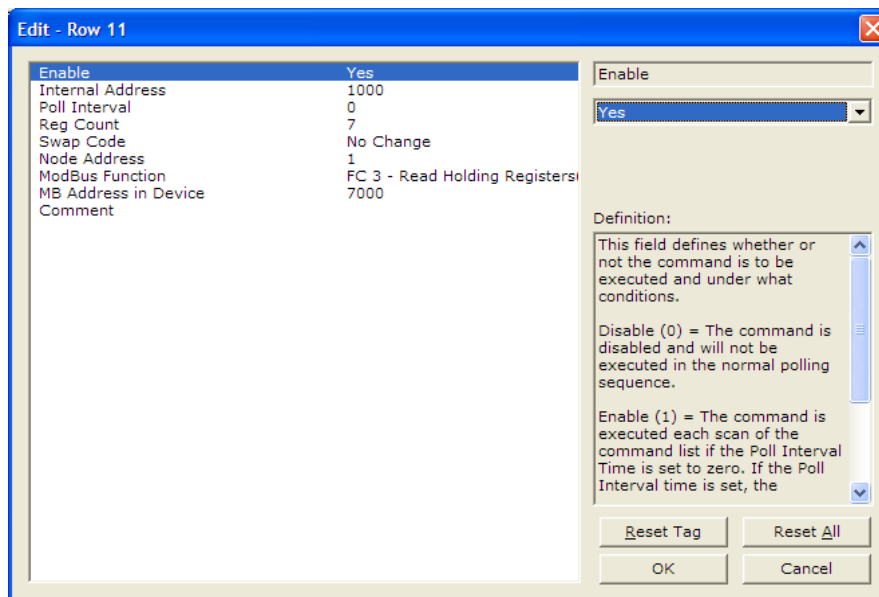 Edit - Row 11
Enable Yes
Internal Address 1000
Poll Interval 0
Reg Count 7
Swap Code No Change
Node Address 1
ModBus Function FC 3 - Read Holding Registers(
MB Address in Device 7000
Comment
Enable
Yes
Definition:
This field defines whether or
not the command is to be
executed and under what
conditions.
Disable (0) = The command is
disabled and will not be
executed in the normal polling
sequence.
Enable (1) = The command is
executed each scan of the
command list if the Poll Interval
Time is set to zero. If the Poll
Interval time is set, the
Reset Tag
Reset All
OK
Cancel